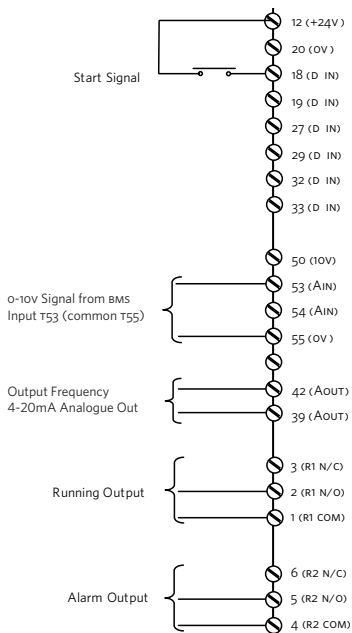 12 (+24V)
20 (0V)
Start Signal
18 (D IN)
19 (D IN)
27 (D IN)
29 (D IN)
32 (D IN)
33 (D IN)
50 (10V)
0-10V Signal from BMS
Input T53 (common T55)
53 (AIN)
54 (AIN)
55 (0V)
Output Frequency
4-20mA Analogue Out
42 (AOUT)
39 (AOUT)
Running Output
3 (R1 N/C)
2 (R1 N/O)
1 (R1 COM)
Alarm Output
6 (R2 N/C)
5 (R2 N/O)
4 (R2 COM)